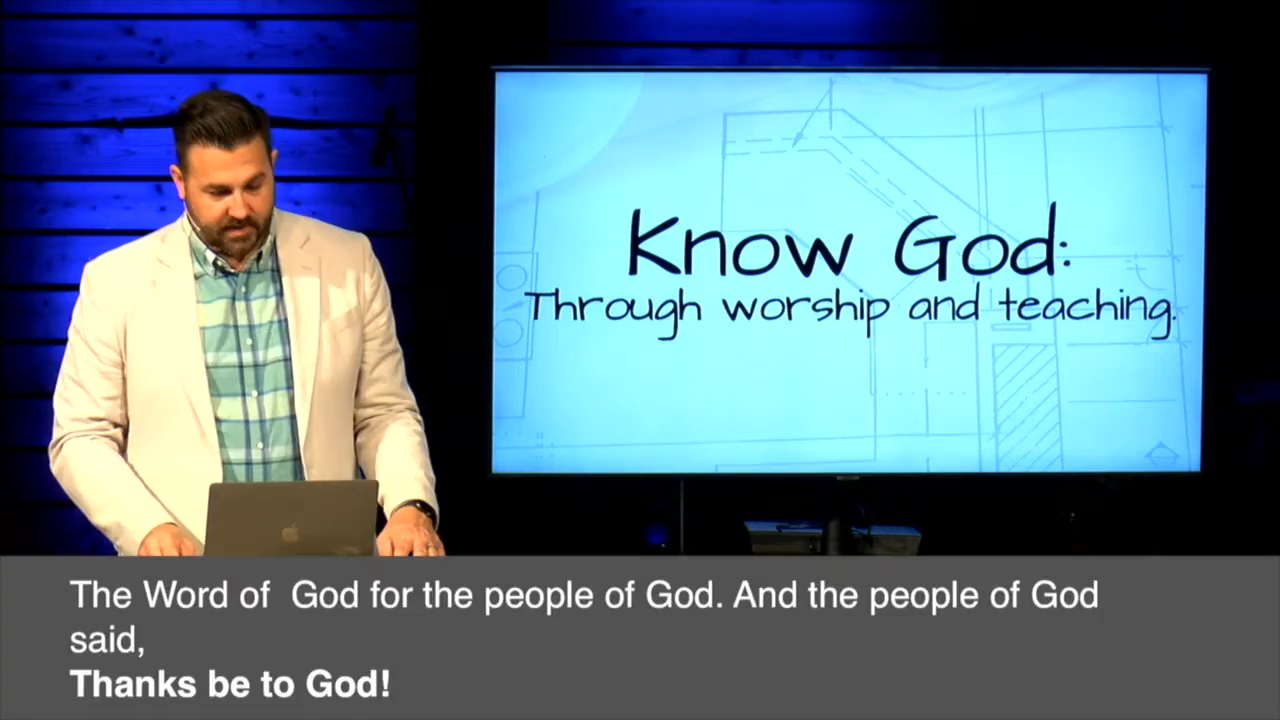 Know God:
Through worship and teaching.
The Word of  God for the people of God. And the people of God
said,
Thanks be to God!